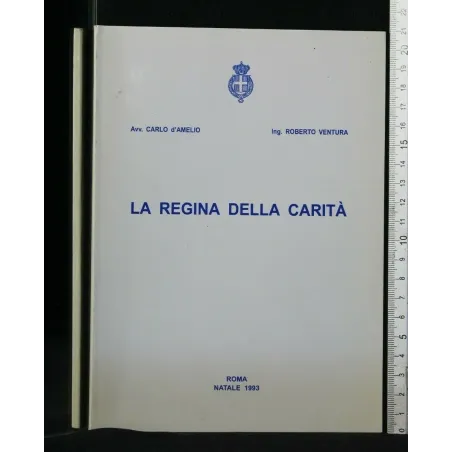 Avv. CARLO d'AMELIO Ing. ROBERTO VENTURA
LA REGINA DELLA CARITÀ
ROMA
NATALE 1993